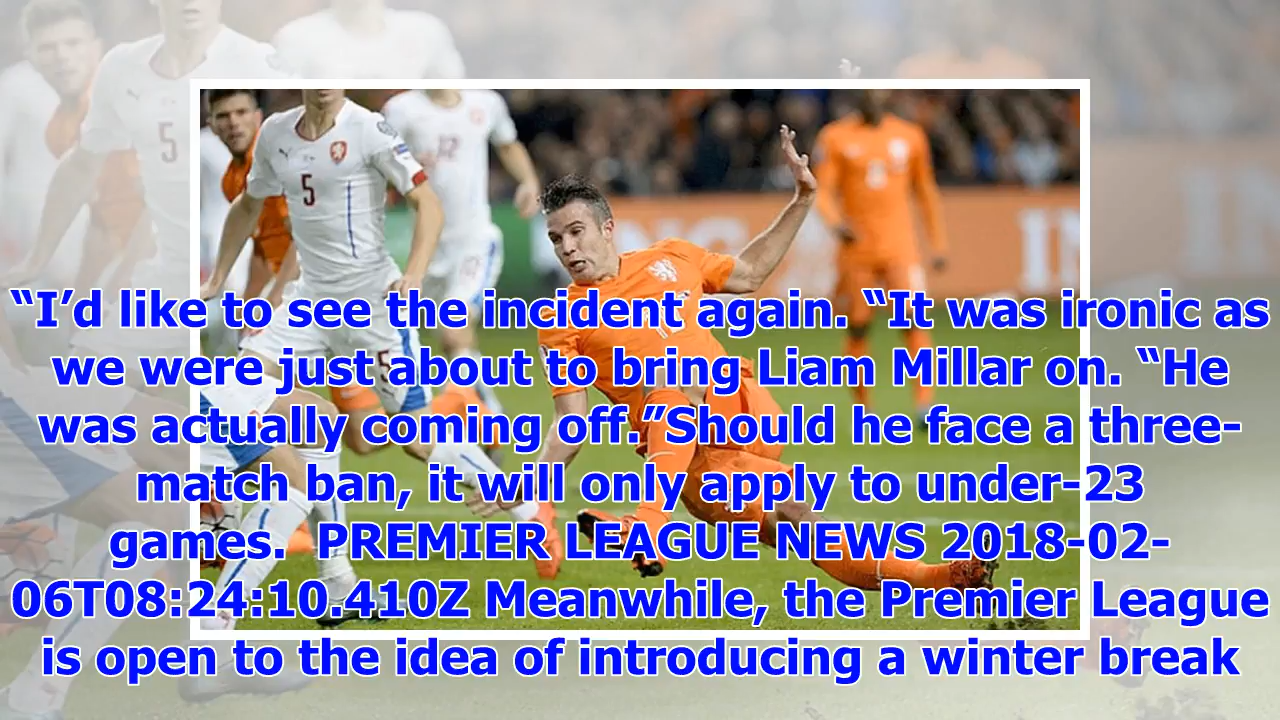 “I’d like to see the incident again. “It was ironic as
we were just about to bring Liam Millar on. “He
was actually coming off.”Should he face a three-
match ban, it will only apply to under-23
games.  PREMIER LEAGUE NEWS 2018-02-
06T08:24:10.410Z Meanwhile, the Premier League
is open to the idea of introducing a winter break
5
12
5